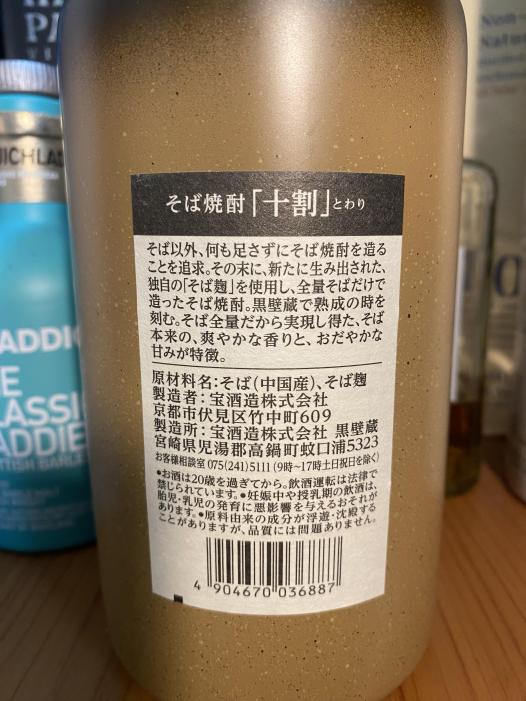 そば焼酎「十割」とわり
そば以外、何も足さずにそば焼酎を造る
ことを追求。その末に、新たに生み出された、
独自の「そば麹」を使用し、全量そばだけで
造ったそば焼酎。黒壁蔵で熟成の時を
刻む。そば全量だから実現し得た、そば
本来の、爽やかな香りと、おだやかな
甘みが特徴。
原材料名:そば(中国産)、そば麹
製造者:宝酒造株式会社
京都市伏見区竹中町609
製造所:宝酒造株式会社 黒壁蔵
宮崎県児湯郡高鍋町蚊口浦5323
お客様相談室 075(241)5111(9時~17時土日祝日を除く)
●お酒は20歳を過ぎてから。飲酒運転は法律で
禁じられています。●妊娠中や授乳期の飲酒は、
胎児・乳児の発育に悪影響を与えるおそれが
あります。●原料由来の成分が浮遊・沈殿する
ことがありますが、品質には問題ありません。
4 904670 036887